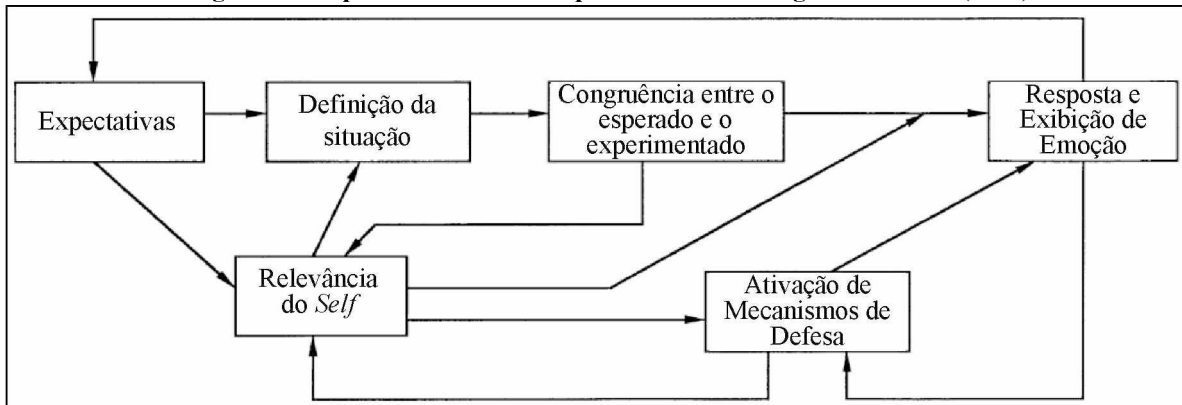 Expectativas
Definição da
situação
Congruência entre o
esperado e o
experimentado
Resposta e
Exibição de
Emoção
Relevância
do Self
Ativação de
Mecanismos de
Defesa